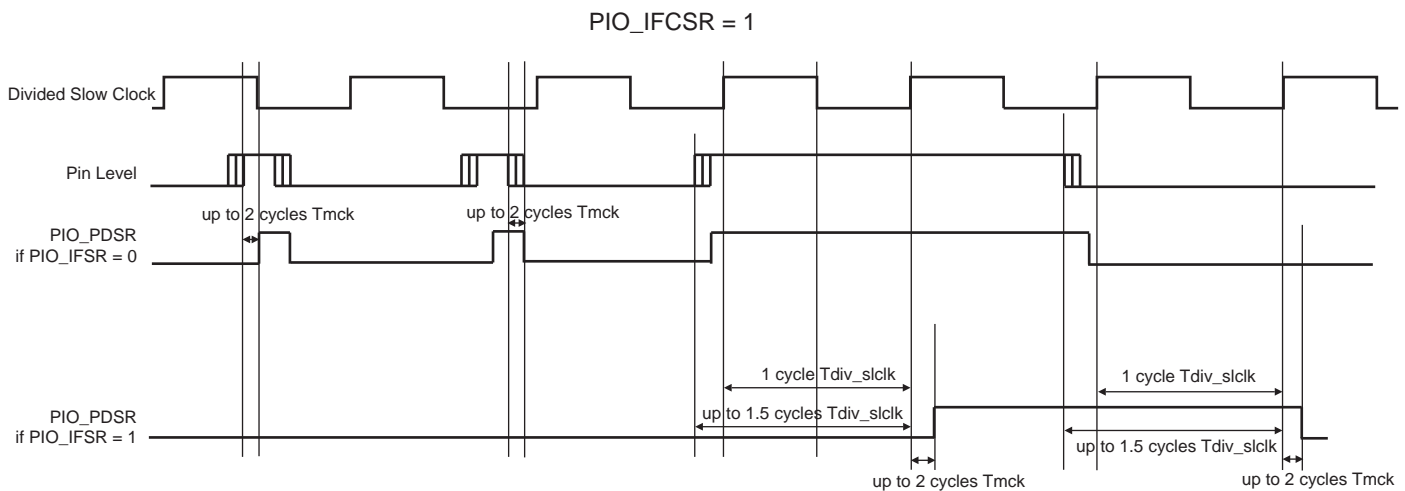 PIO_IFCSR = 1
Divided Slow Clock
Pin Level
up to 2 cycles Tmck
up to 2 cycles Tmck
PIO_PDSR
if PIO_IFSR = 0
1 cycle Tdiv_slclk
1 cycle Tdiv_slclk
up to 1.5 cycles Tdiv_slclk
PIO_PDSR
if PIO_IFSR = 1
up to 1.5 cycles Tdiv_slclk
up to 2 cycles Tmck
up to 2 cycles Tmck